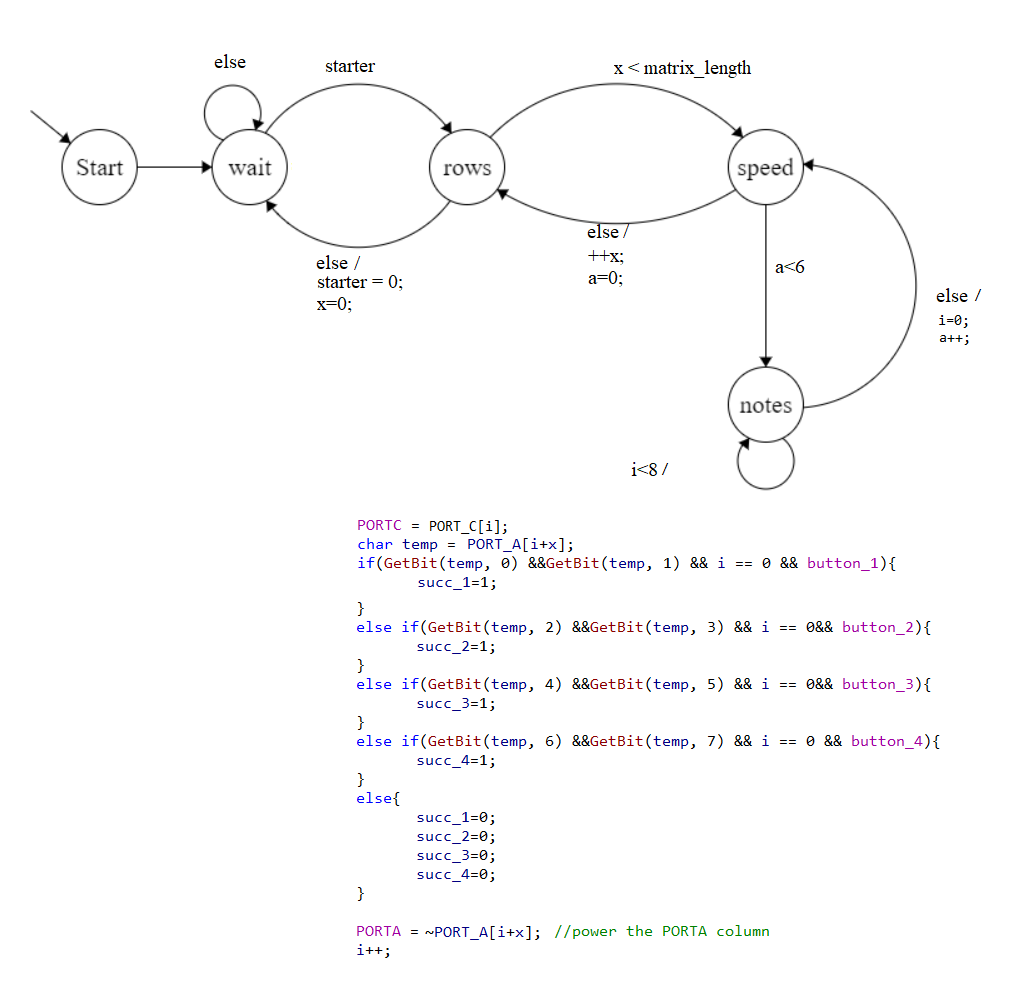 else
starter
x < matrix_length
Start
wait
rows
speed
else /
starter = 0;
x=0;
else /
++x;
a=0;
a<6
else /
i=0;
a++;
notes
i<8 /
PORTC = PORT_C[i];
char temp = PORT_A[i+x];
if(GetBit(temp, 0) &&GetBit(temp, 1) && i == 0 && button_1){
succ_1=1;
}
else if(GetBit(temp, 2) &&GetBit(temp, 3) && i == 0&& button_2){
succ_2=1;
}
else if(GetBit(temp, 4) &&GetBit(temp, 5) && i == 0&& button_3){
succ_3=1;
}
else if(GetBit(temp, 6) &&GetBit(temp, 7) && i == 0 && button_4){
succ_4=1;
}
else{
succ_1=0;
succ_2=0;
succ_3=0;
succ_4=0;
}
PORTA = ~PORT_A[i+x]; //power the PORTA column
i++;